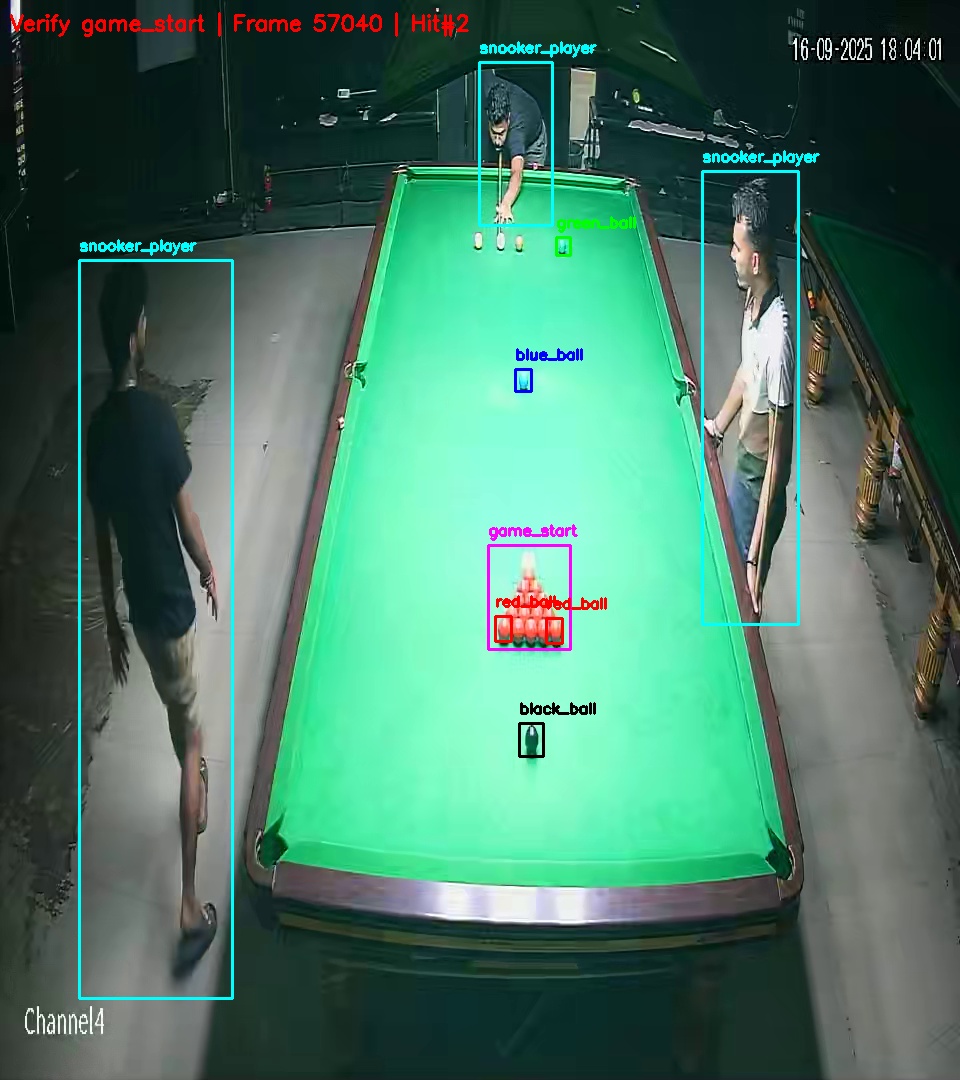 Verify game_start | Frame 57040 | Hit#2
16-09-2025 18:04:01
snooker_player
snooker_player
snooker_player
green_ball
blue_ball
game_start
red_ball
red_ball
black_ball
Channel4